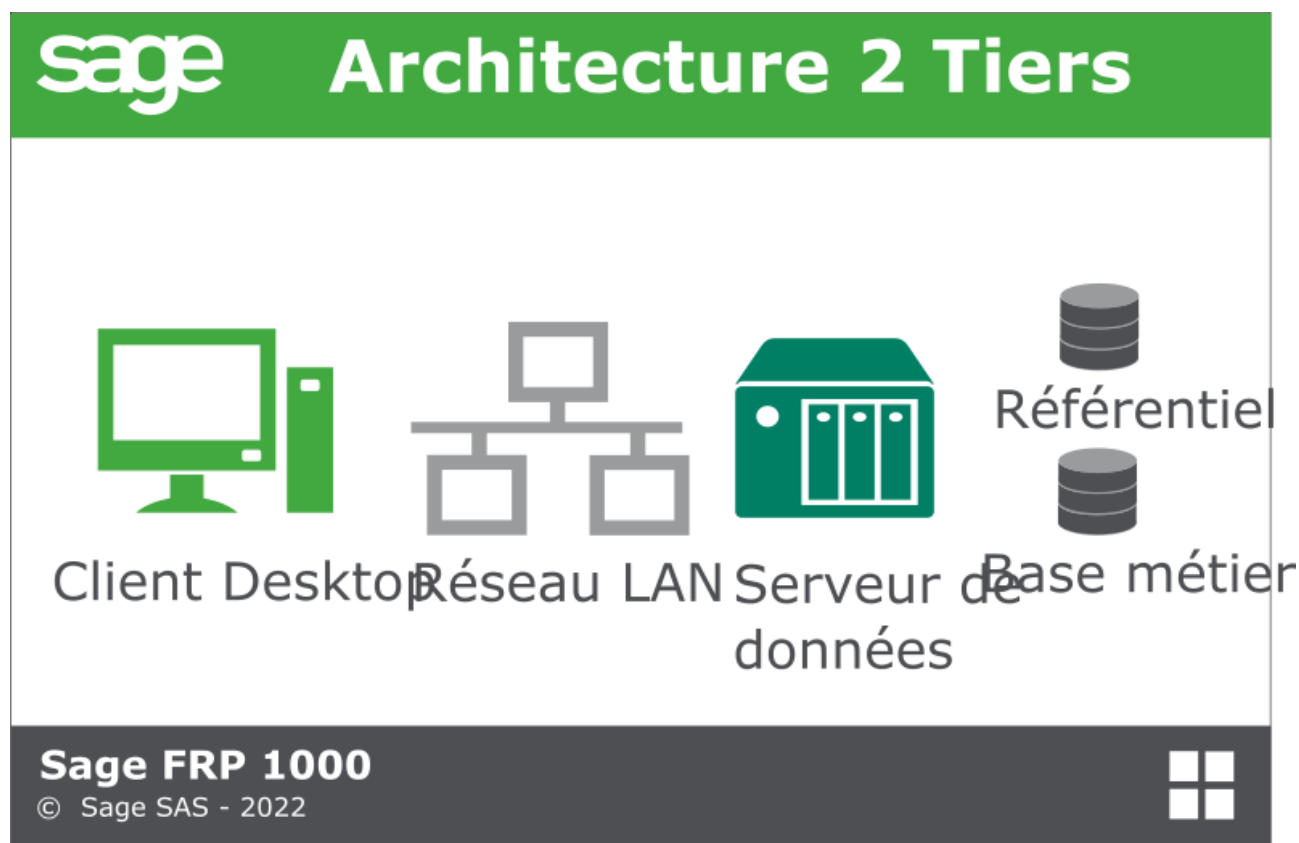 sage
Architecture 2 Tiers
Référentiel
Client Desktop
Réseau LAN
Serveur de
données
Base métier
Sage FRP 1000
© Sage SAS - 2022